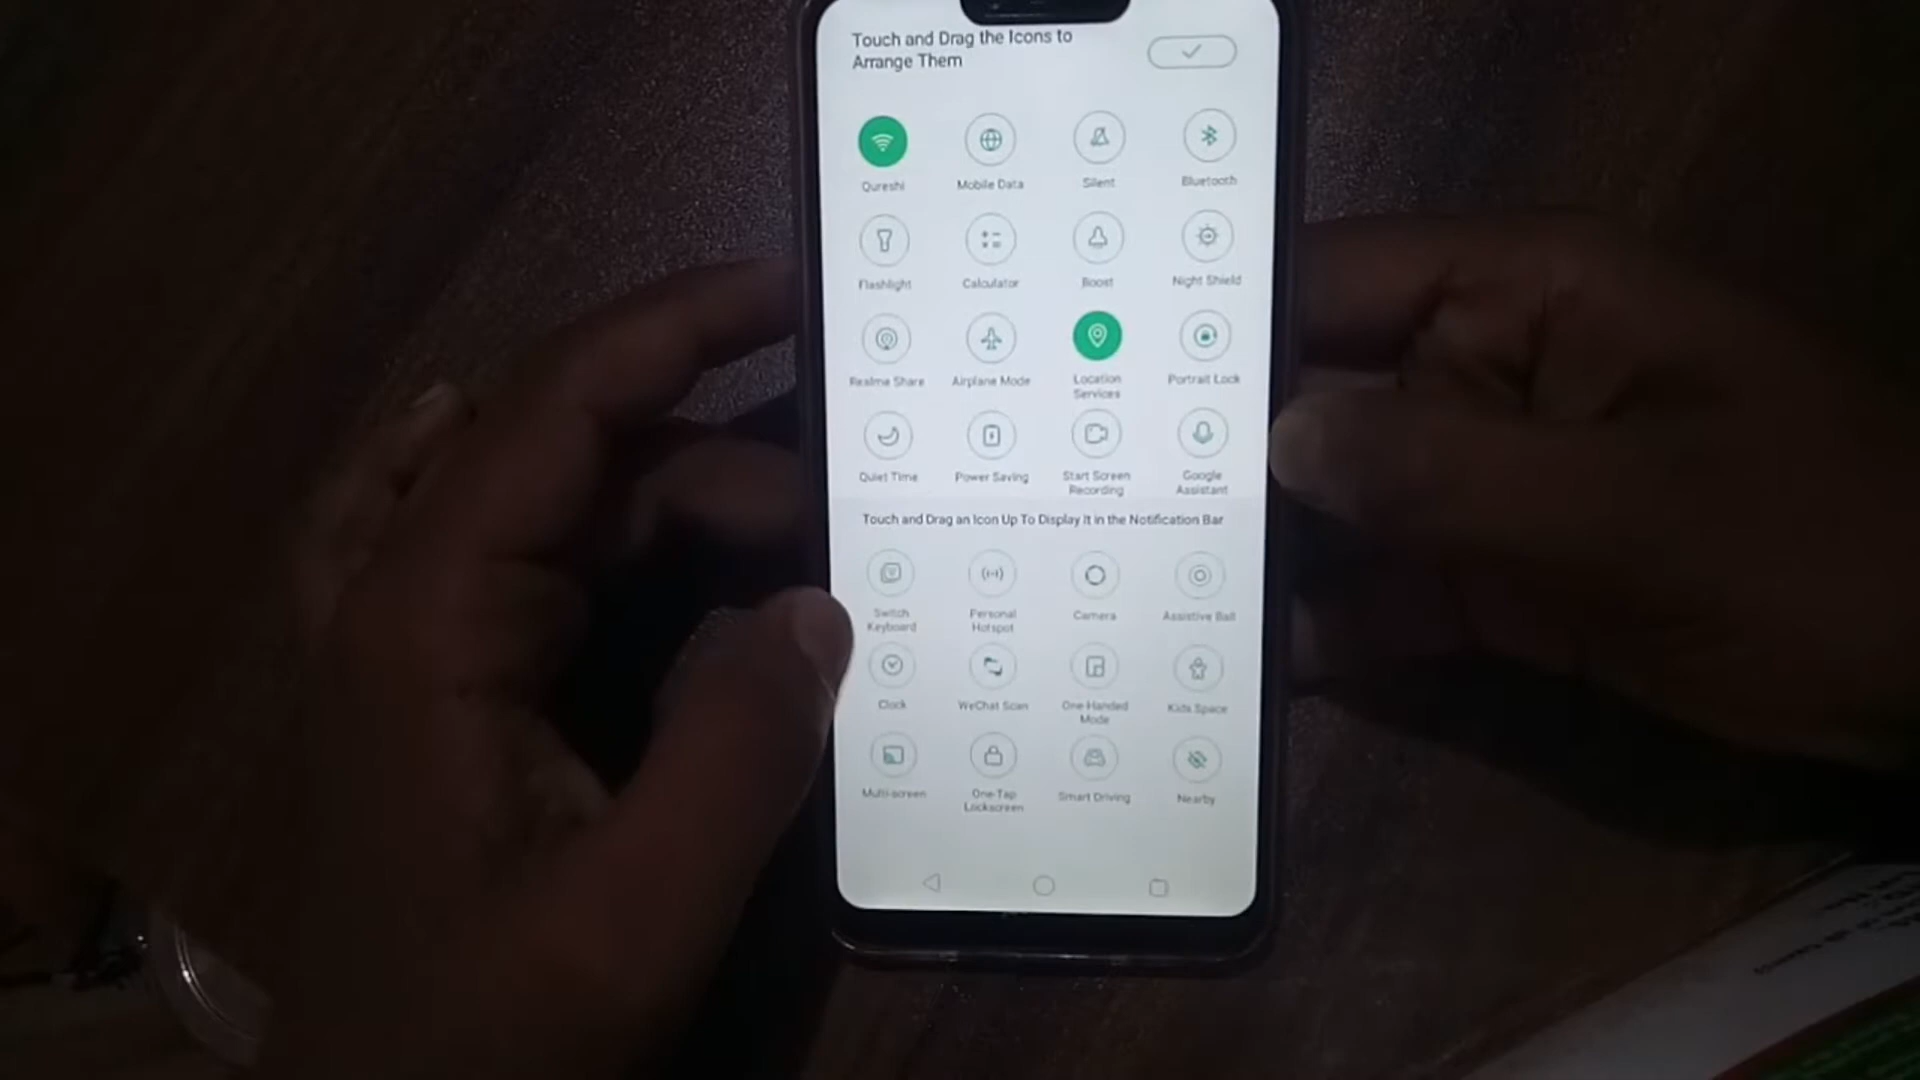 Touch and Drag the Icons to
Arrange Them
Qureshi
Mobile Data
Silent
Bluetooth
Flashlight
Calculator
Boost
Night Shield
Realme Share
Airplane Mode
Location
Services
Portrait Lock
Quiet Time
Power Saving
Start Screen
Recording
Google
Assistant
Touch and Drag an Icon Up To Display It in the Notification Bar
Switch
Keyboard
Personal
Hotspot
Camera
Assistive Ball
Clock
WeChat Scan
One-Handed
Mode
Kids Space
Multi-screen
One-Tap
Lockscreen
Smart Driving
Nearby